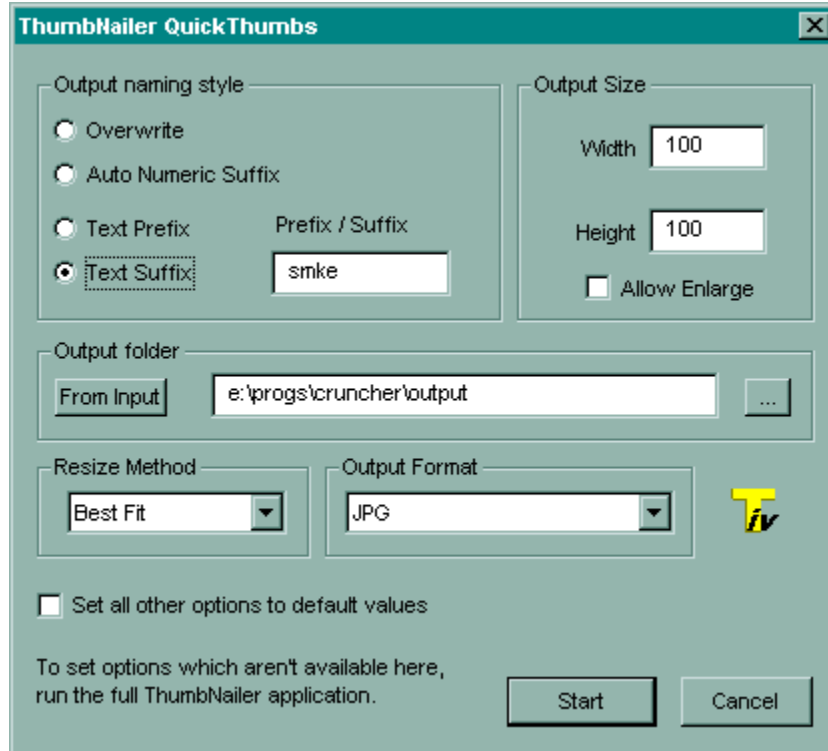 ThumbNailer QuickThumbs
Output naming style
Overwrite
Auto Numeric Suffix
Text Prefix
Prefix / Suffix
Text Suffix
smke
Output Size
Width
100
Height
100
Allow Enlarge
Output folder
From Input
e:\progs\cruncher\output
...
Resize Method
Best Fit
Output Format
JPG
Tiv
Set all other options to default values
To set options which aren't available here,
run the full ThumbNailer application.
Start
Cancel